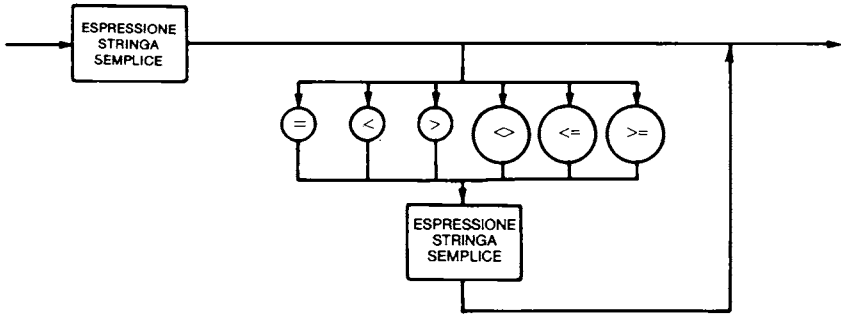 ESPRESSIONE
STRINGA
SEMPLICE
= < > <> <= >=
ESPRESSIONE
STRINGA
SEMPLICE